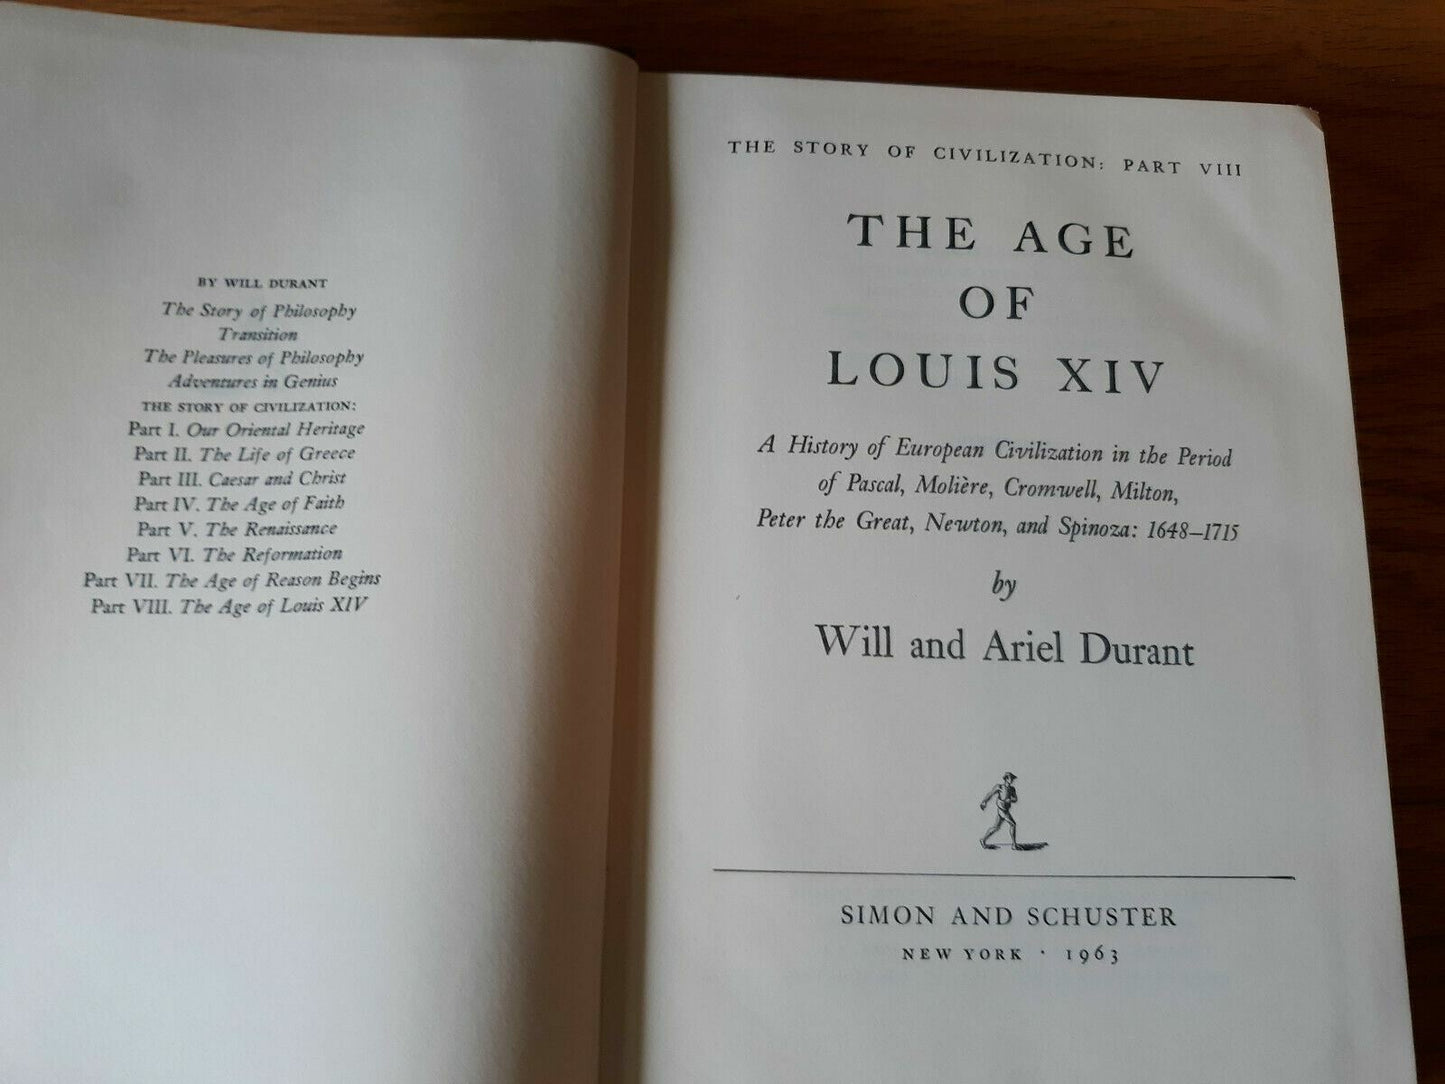 BY WILL DURANT
The Story of Philosophy
Transition
The Pleasures of Philosophy
Adventures in Genius
THE STORY OF CIVILIZATION:
Part I. Our Oriental Heritage
Part II. The Life of Greece
Part III. Caesar and Christ
Part IV. The Age of Faith
Part V. The Renaissance
Part VI. The Reformation
Part VII. The Age of Reason Begins
Part VIII. The Age of Louis XIV
THE STORY OF CIVILIZATION: PART VIII
THE AGE
OF
LOUIS XIV
A History of European Civilization in the Period
of Pascal, Molière, Cromwell, Milton,
Peter the Great, Newton, and Spinoza: 1648–1715
by
Will and Ariel Durant
SIMON AND SCHUSTER
NEW YORK · 1963